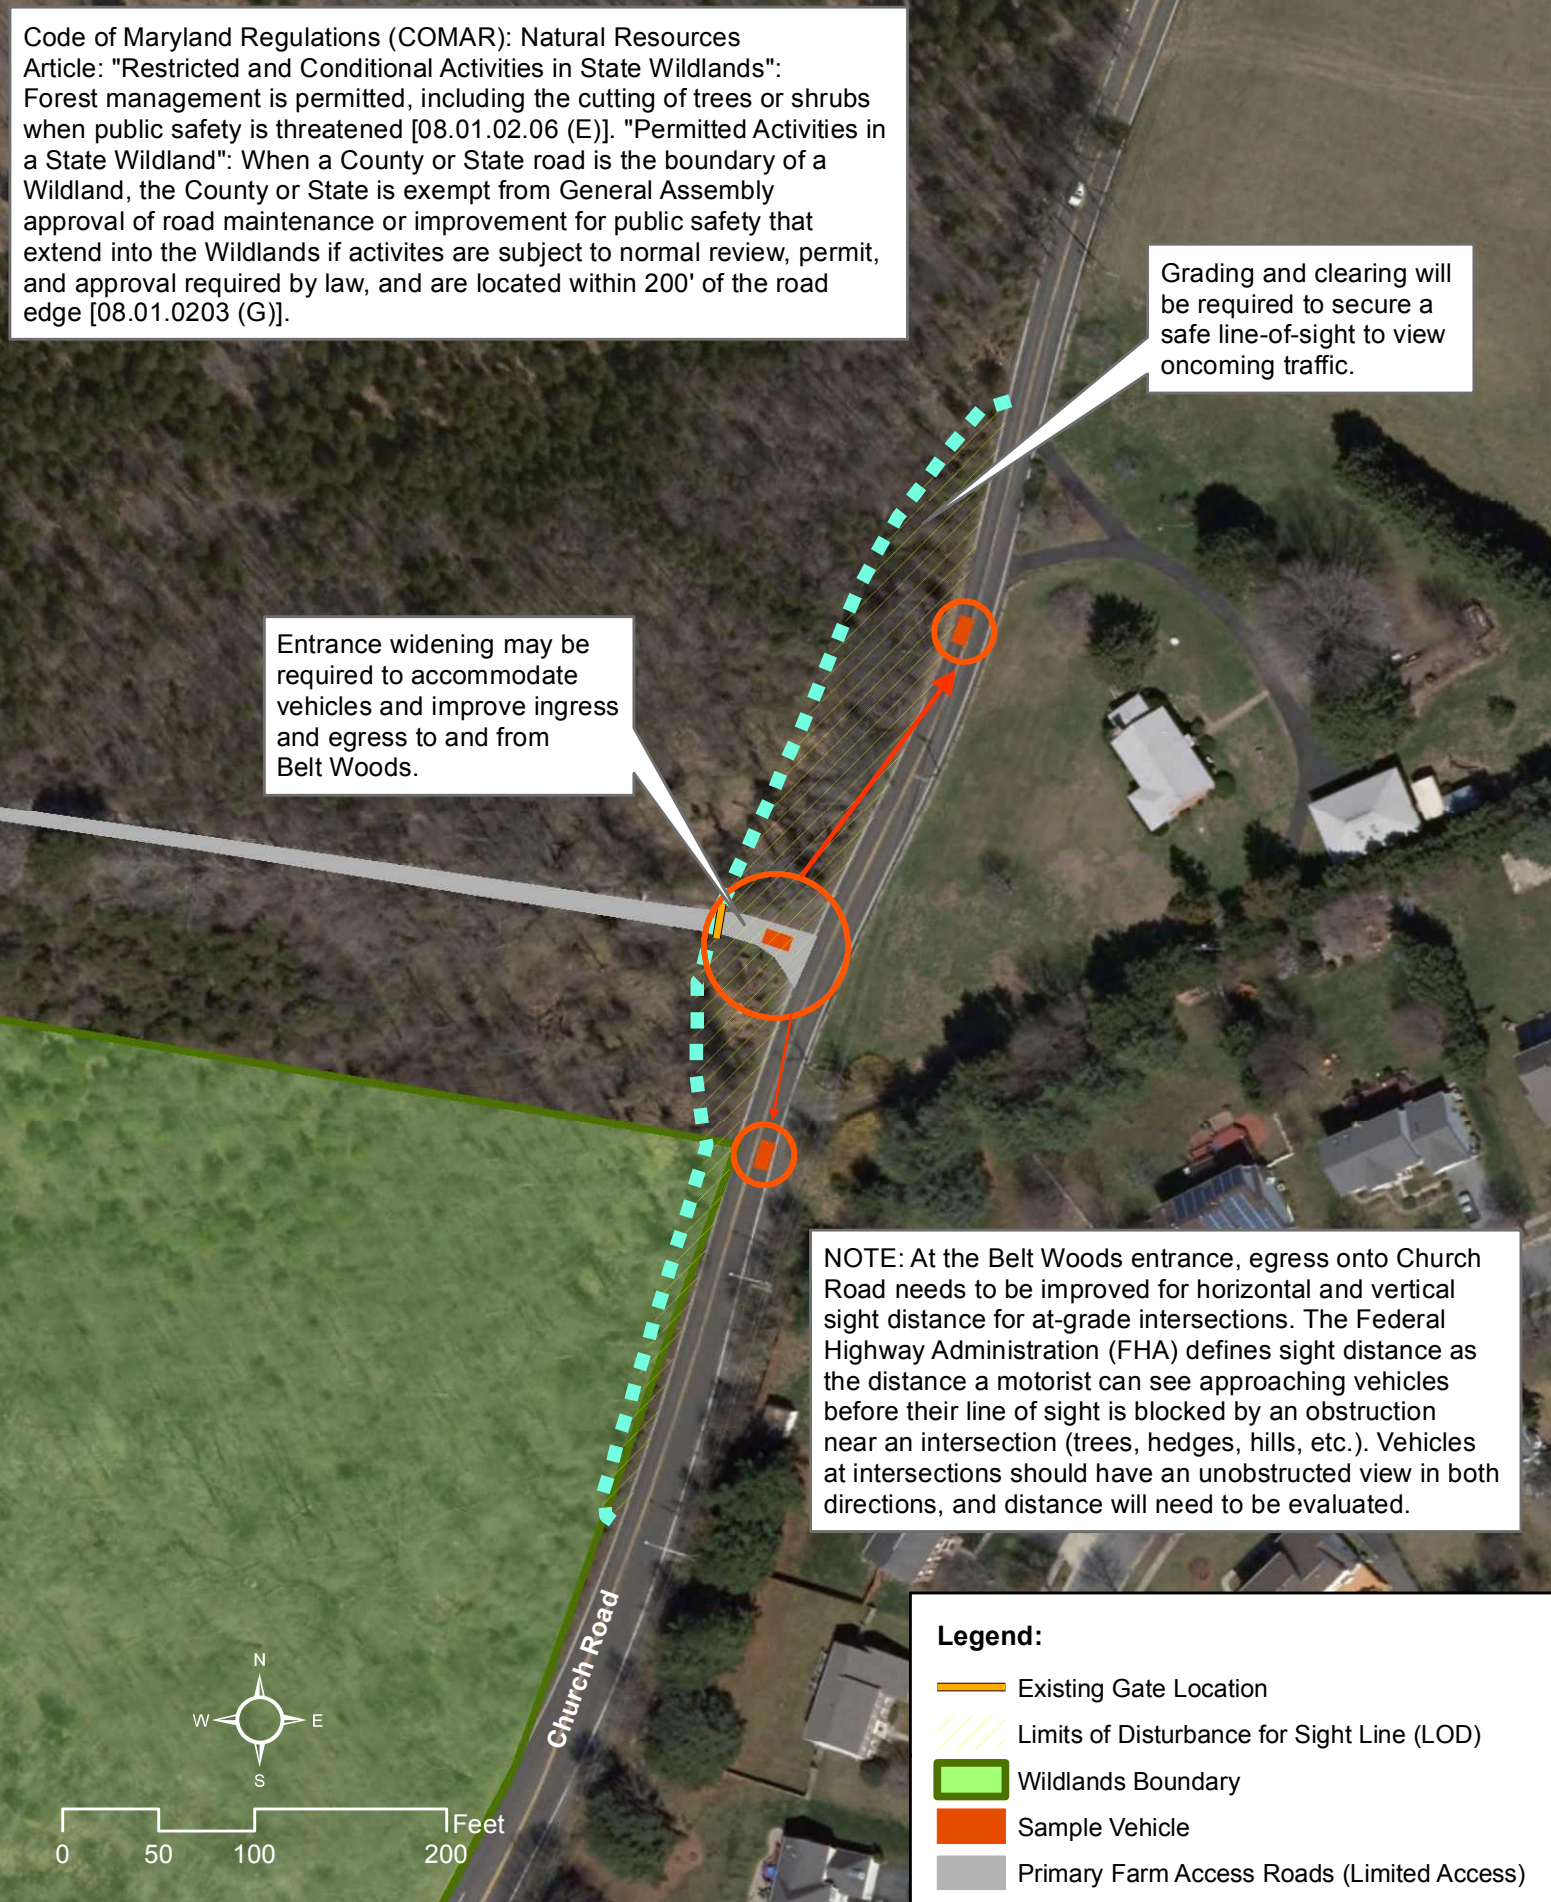 Code of Maryland Regulations (COMAR): Natural Resources
Article: "Restricted and Conditional Activities in State Wildlands":
Forest management is permitted, including the cutting of trees or shrubs
when public safety is threatened [08.01.02.06 (E)]. "Permitted Activities in
a State Wildland": When a County or State road is the boundary of a
Wildland, the County or State is exempt from General Assembly
approval of road maintenance or improvement for public safety that
extend into the Wildlands if activites are subject to normal review, permit,
and approval required by law, and are located within 200' of the road
edge [08.01.0203 (G)].
Grading and clearing will
be required to secure a
safe line-of-sight to view
oncoming traffic.
Entrance widening may be
required to accommodate
vehicles and improve ingress
and egress to and from
Belt Woods.
NOTE: At the Belt Woods entrance, egress onto Church
Road needs to be improved for horizontal and vertical
sight distance for at-grade intersections. The Federal
Highway Administration (FHA) defines sight distance as
the distance a motorist can see approaching vehicles
before their line of sight is blocked by an obstruction
near an intersection (trees, hedges, hills, etc.). Vehicles
at intersections should have an unobstructed view in both
directions, and distance will need to be evaluated.
Church Road
N
W E
S
Feet
0 50 100 200
Legend:
Existing Gate Location
Limits of Disturbance for Sight Line (LOD)
Wildlands Boundary
Sample Vehicle
Primary Farm Access Roads (Limited Access)